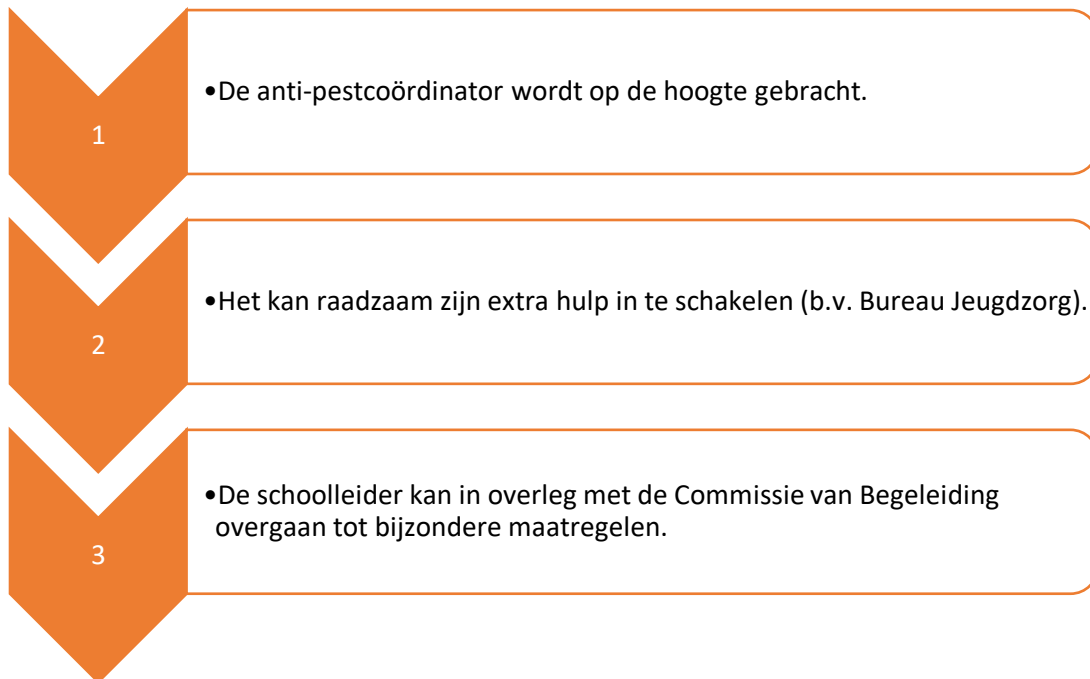 1
•De anti-pestcoördinator wordt op de hoogte gebracht.
2
•Het kan raadzaam zijn extra hulp in te schakelen (b.v. Bureau Jeugdzorg).
3
•De schoolleider kan in overleg met de Commissie van Begeleiding
overgaan tot bijzondere maatregelen.